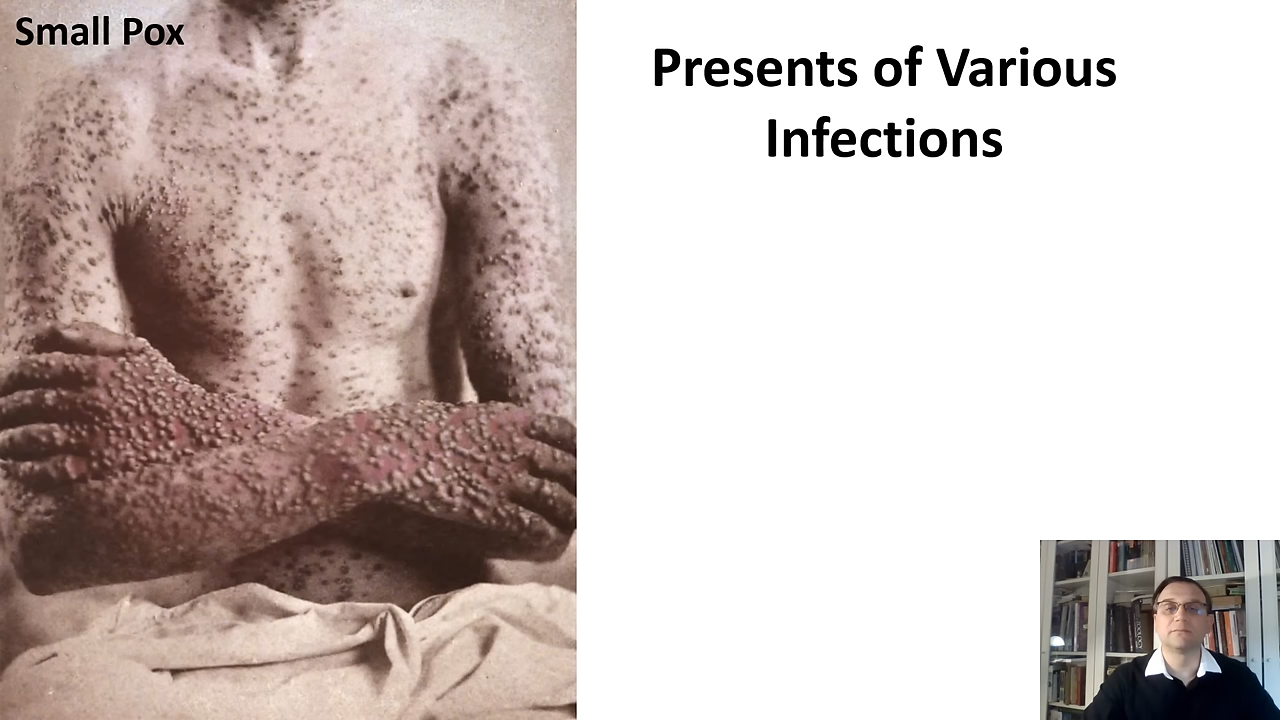 Small Pox
Presents of Various
Infections